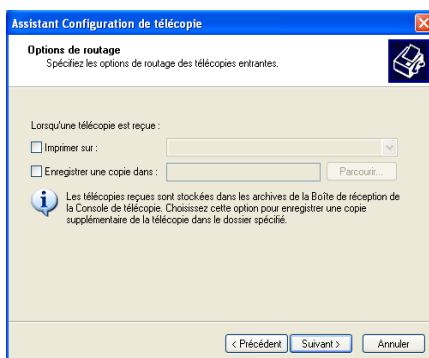 Assistant Configuration de télécopie
Options de routage
Spécifiez les options de routage des télécopies entrantes.
Lorsqu'une télécopie est reçue :
Imprimer sur :
Enregistrer une copie dans :
Parcourir...
Les télécopies reçues sont stockées dans les archives de la Boîte de réception de
la Console de télécopie. Choisissez cette option pour enregistrer une copie
supplémentaire de la télécopie dans le dossier spécifié.
< Précédent
Suivant >
Annuler